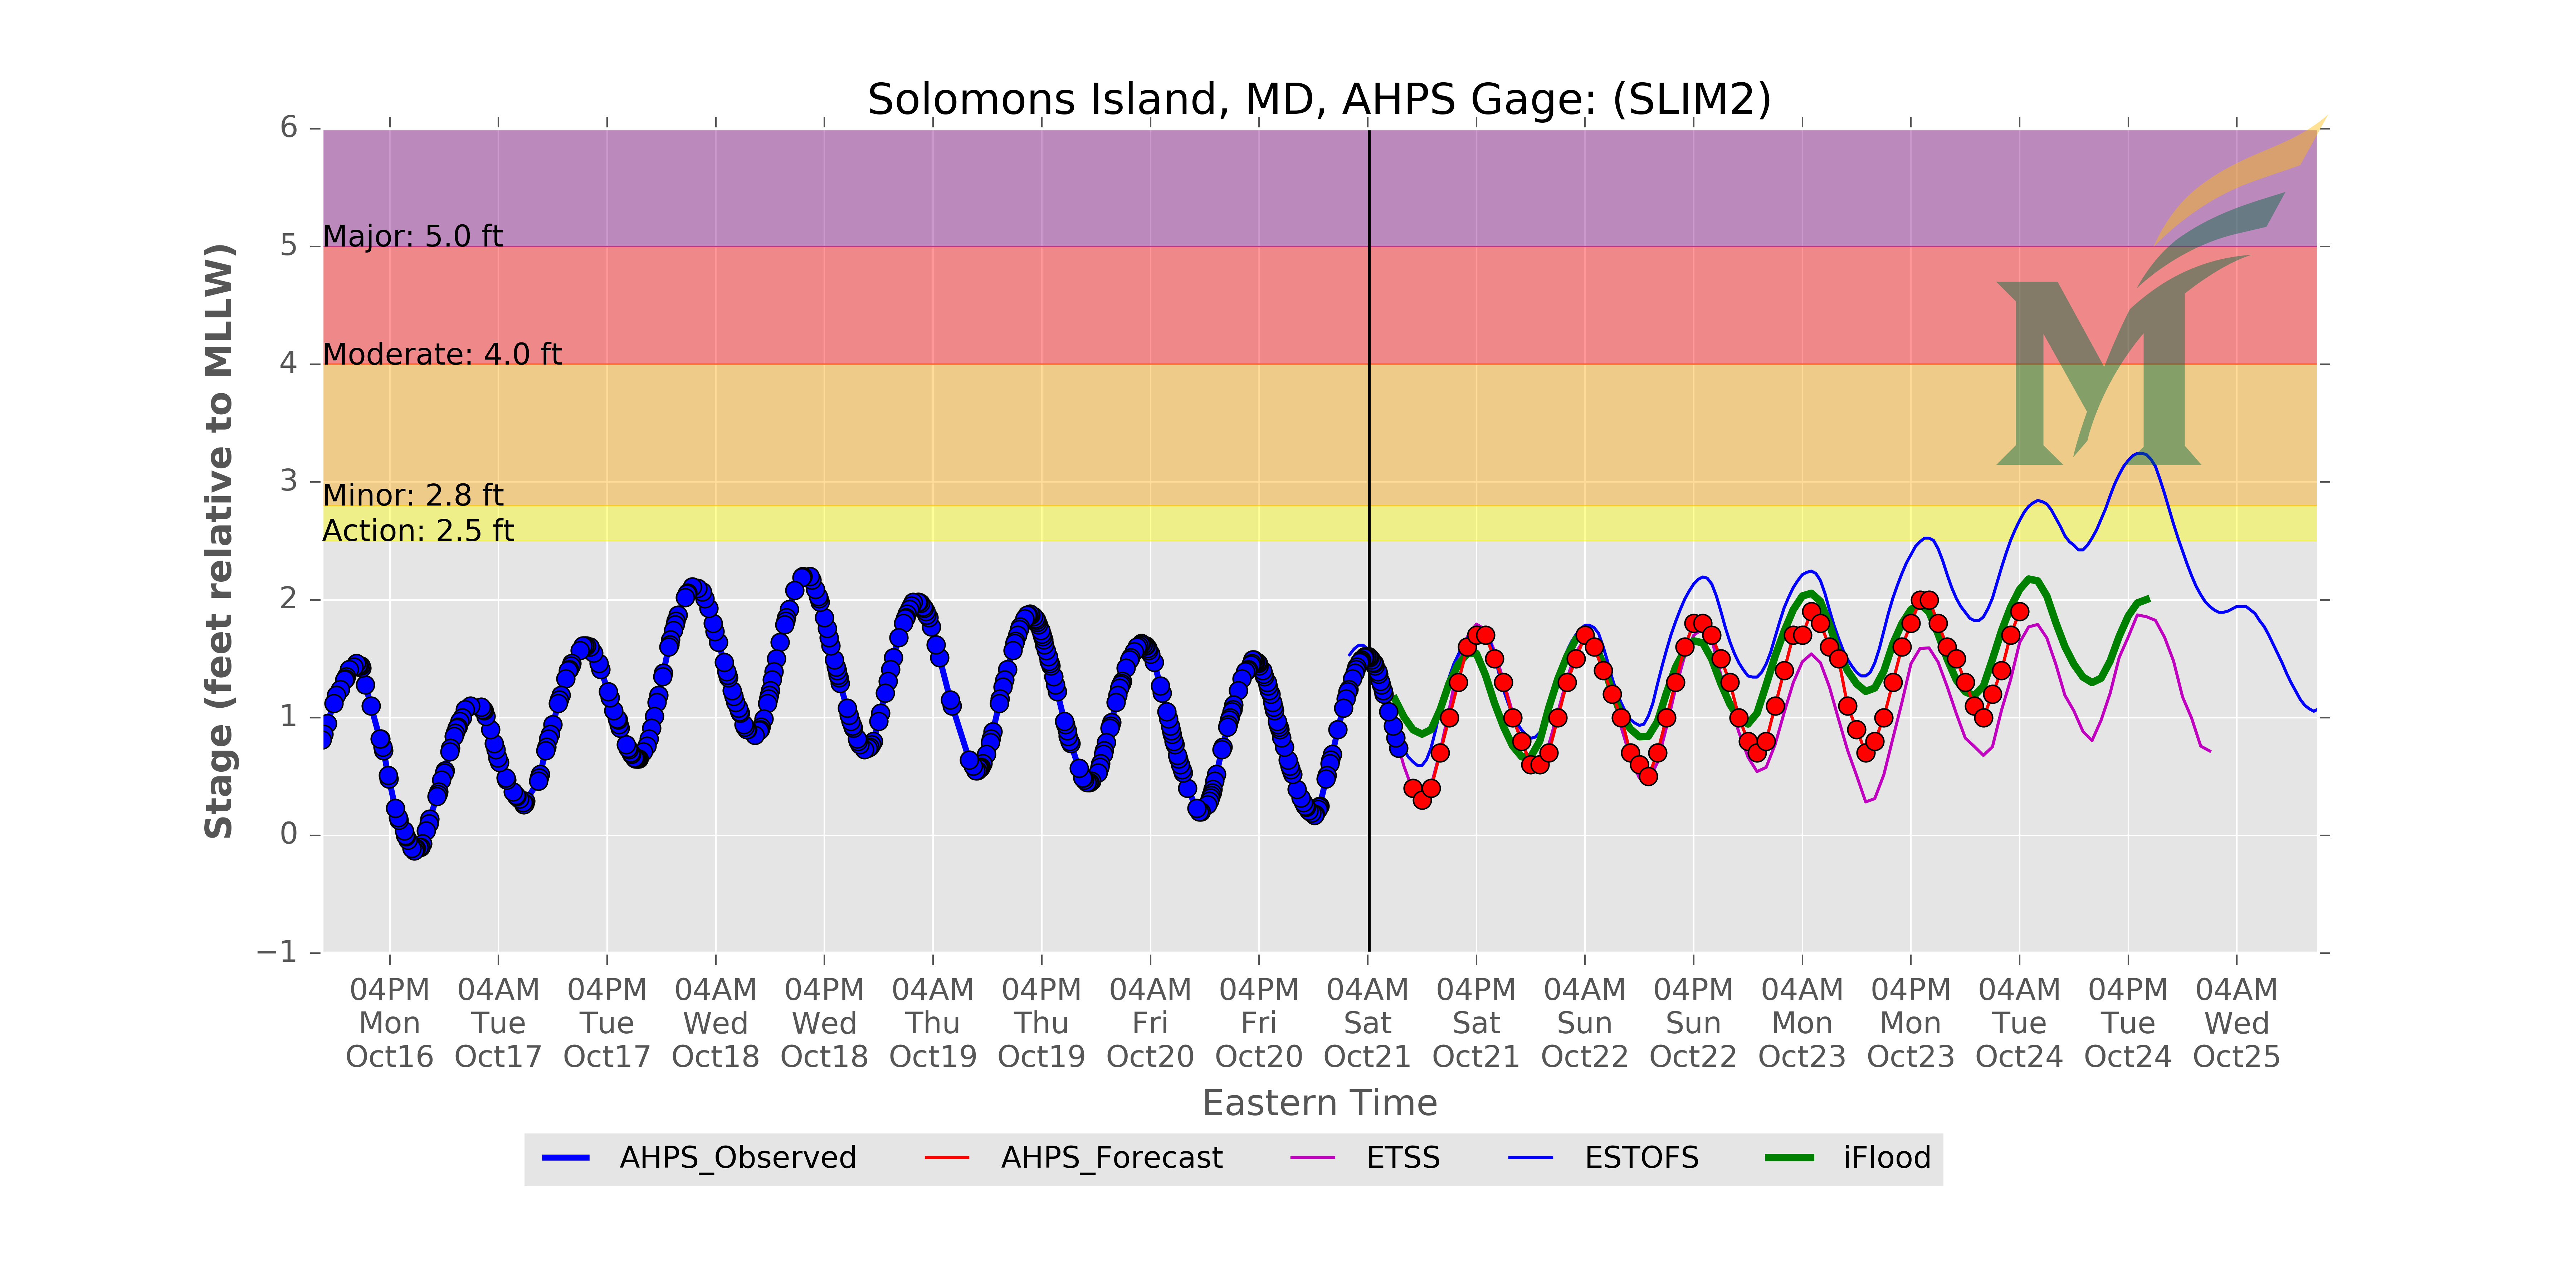 Solomons Island, MD, AHPS Gage: (SLIM2)
Stage (feet relative to MLLW)
6
5
4
3
2
1
0
−1
Major: 5.0 ft
Moderate: 4.0 ft
Minor: 2.8 ft
Action: 2.5 ft
M
04PM 04AM 04PM 04AM 04PM 04AM 04PM 04AM 04PM 04AM 04PM 04AM 04PM 04AM 04PM 04AM 04PM 04AM
Mon Tue Tue Wed Wed Thu Thu Fri Fri Sat Sat Sun Sun Mon Mon Tue Tue Wed
Oct16 Oct17 Oct17 Oct18 Oct18 Oct19 Oct19 Oct20 Oct20 Oct21 Oct21 Oct22 Oct22 Oct23 Oct23 Oct24 Oct24 Oct25
Eastern Time
AHPS_Observed AHPS_Forecast ETSS ESTOFS iFlood